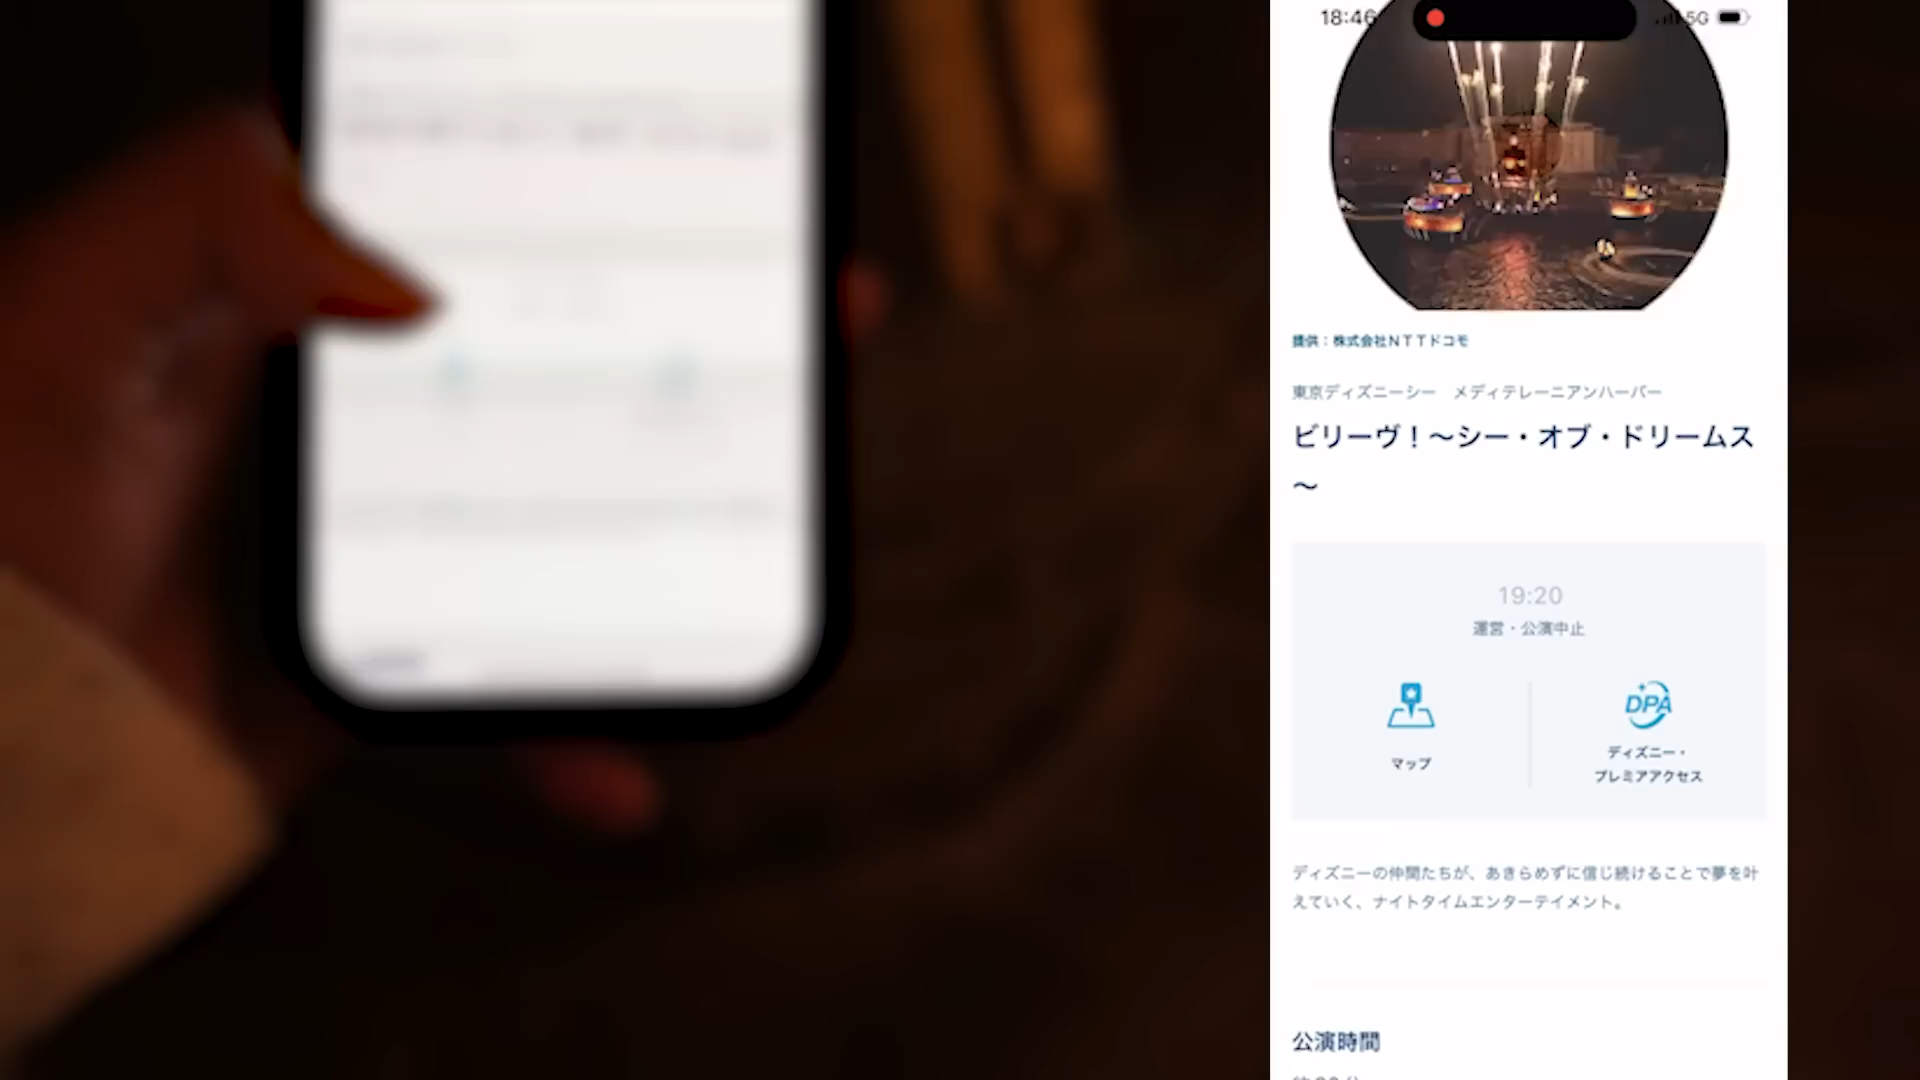 18:46
5G
提供：株式会社NTTドコモ
東京ディズニーシー　メディテレーニアンハーバー
ビリーヴ！〜シー・オブ・ドリームス
〜
19:20
運営・公演中止
マップ
DPA
ディズニー・
プレミアアクセス
ディズニーの仲間たちが、あきらめずに信じ続けることで夢を叶
えていく、ナイトタイムエンターテイメント。
公演時間